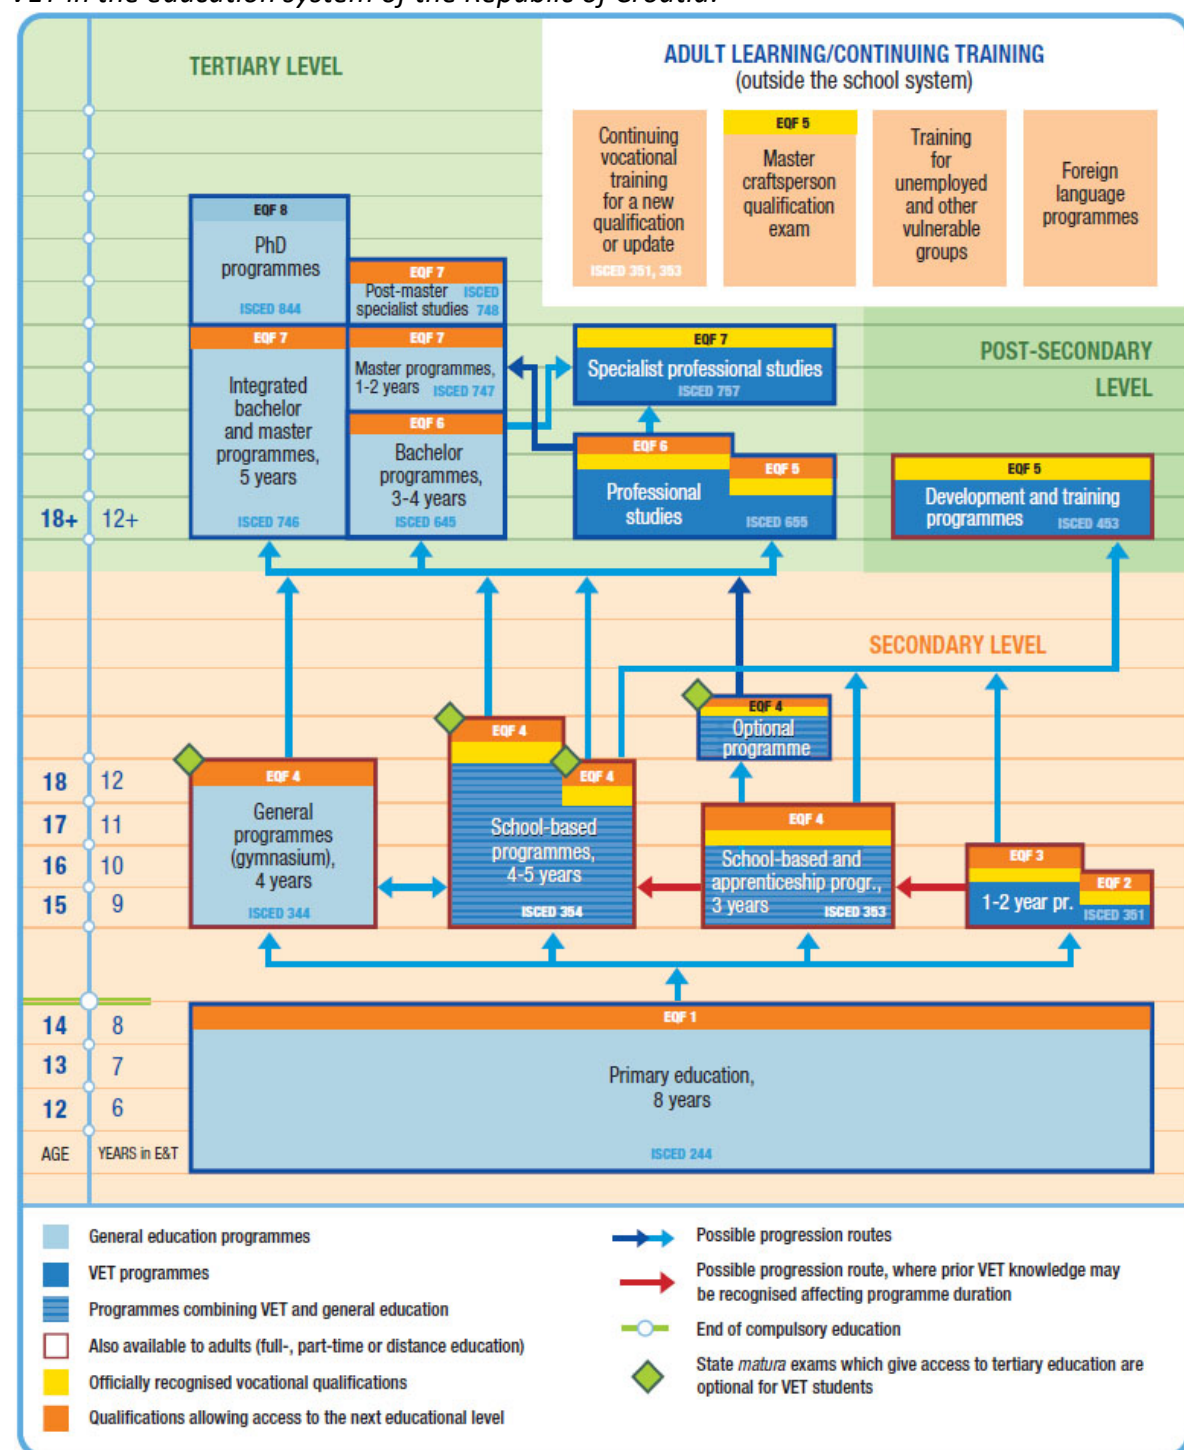 VET in the education system of the Republic of Croatia.
TERTIARY LEVEL
ADULT LEARNING/CONTINUING TRAINING
(outside the school system)
Continuing
vocational
training
for a new
qualification
or update
ISCED 351, 353
EQF 5
Master
craftsperson
qualification
exam
Training
for
unemployed
and other
vulnerable
groups
Foreign
language
programmes
EQF 8
PhD
programmes
ISCED 844
EQF 7
Post-master ISCED
specialist studies 748
EQF 7
Integrated
bachelor
and master
programmes,
5 years
ISCED 746
EQF 7
Master programmes,
1-2 years ISCED 747
EQF 6
Bachelor
programmes,
3-4 years
ISCED 645
EQF 7
Specialist professional studies
ISCED 757
EQF 6
EQF 5
Professional
studies
ISCED 655
POST-SECONDARY
LEVEL
EQF 5
Development and training
programmes ISCED 453
18+ 12+
SECONDARY LEVEL
EQF 4
Optional
programme
EQF 4
General
programmes
(gymnasium),
4 years
ISCED 344
EQF 4
EQF 4
School-based
programmes,
4-5 years
ISCED 354
EQF 4
School-based and
apprenticeship progr.,
3 years ISCED 353
EQF 3
EQF 2
1-2 year pr.
ISCED 351
18 12
17 11
16 10
15 9
14 8
13 7
12 6
AGE YEARS in E&T
EQF 1
Primary education,
8 years
ISCED 244
General education programmes
VET programmes
Programmes combining VET and general education
Also available to adults (full-, part-time or distance education)
Officially recognised vocational qualifications
Qualifications allowing access to the next educational level
Possible progression routes
Possible progression route, where prior VET knowledge may
be recognised affecting programme duration
End of compulsory education
State matura exams which give access to tertiary education are
optional for VET students